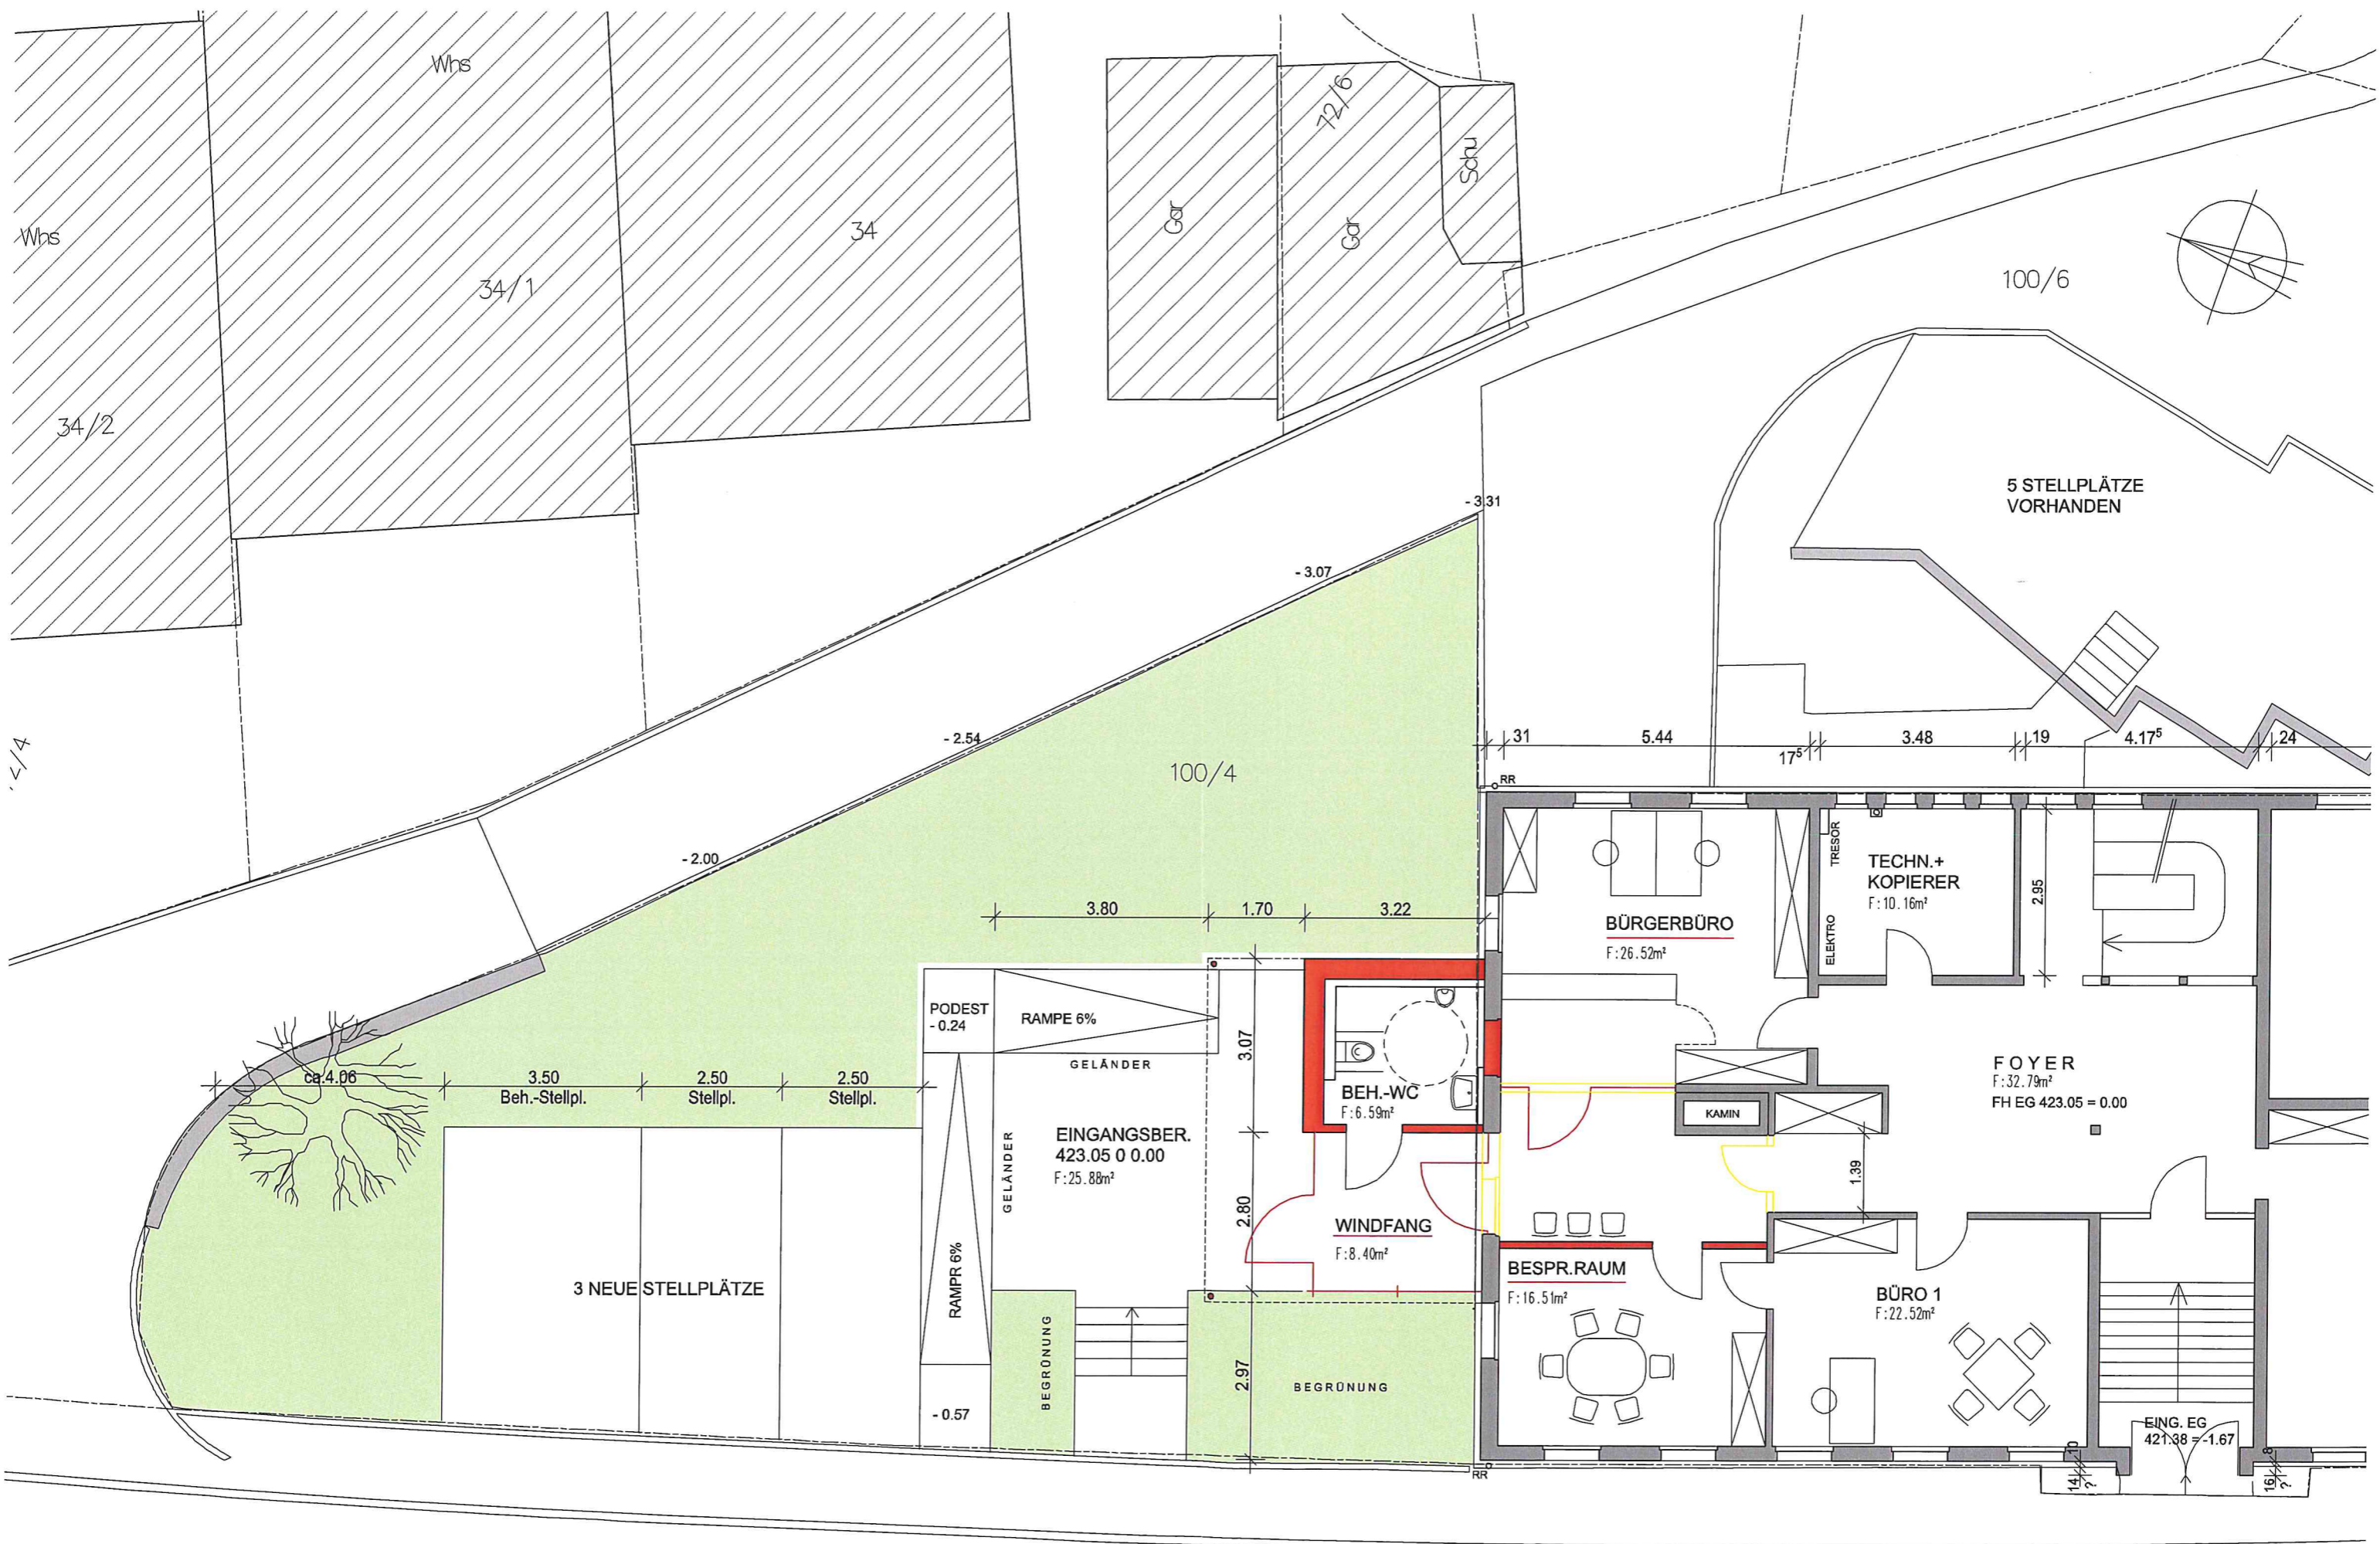 Whs
Whs
34/1
34
34/2
Gar
Gar
72/6
Schu
100/6
5 STELLPLÄTZE
VORHANDEN
- 3.31
- 3.07
- 2.54
- 2.00
100/4
31
5.44
17⁵
3.48
19
4.17⁵
24
RR
3.80
1.70
3.22
BÜRGERBÜRO
F:26.52m²
TRESOR
ELEKTRO
TECHN.+
KOPIERER
F:10.16m²
2.95
PODEST
- 0.24
RAMPE 6%
GELÄNDER
3.07
BEH.-WC
F:6.59m²
KAMIN
FOYER
F:32.79m²
FH EG 423.05 = 0.00
ca.4.06
3.50
Beh.-Stellpl.
2.50
Stellpl.
2.50
Stellpl.
EINGANGSBER.
423.05 0 0.00
F:25.88m²
GELÄNDER
2.80
WINDFANG
F:8.40m²
1.39
3 NEUE STELLPLÄTZE
RAMPR 6%
BESPR.RAUM
F:16.51m²
BÜRO 1
F:22.52m²
BEGRÜNUNG
2.97
BEGRÜNUNG
- 0.57
EING. EG
421.38 = -1.67
RR
14
10
?
16
8
?